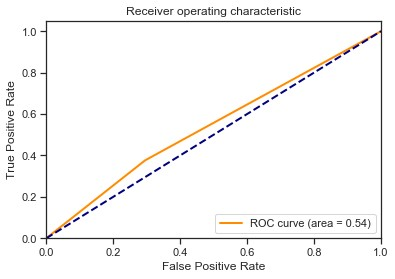 Receiver operating characteristic
True Positive Rate
1.0
0.8
0.6
0.4
0.2
0.0
ROC curve (area = 0.54)
0.0 0.2 0.4 0.6 0.8 1.0
False Positive Rate